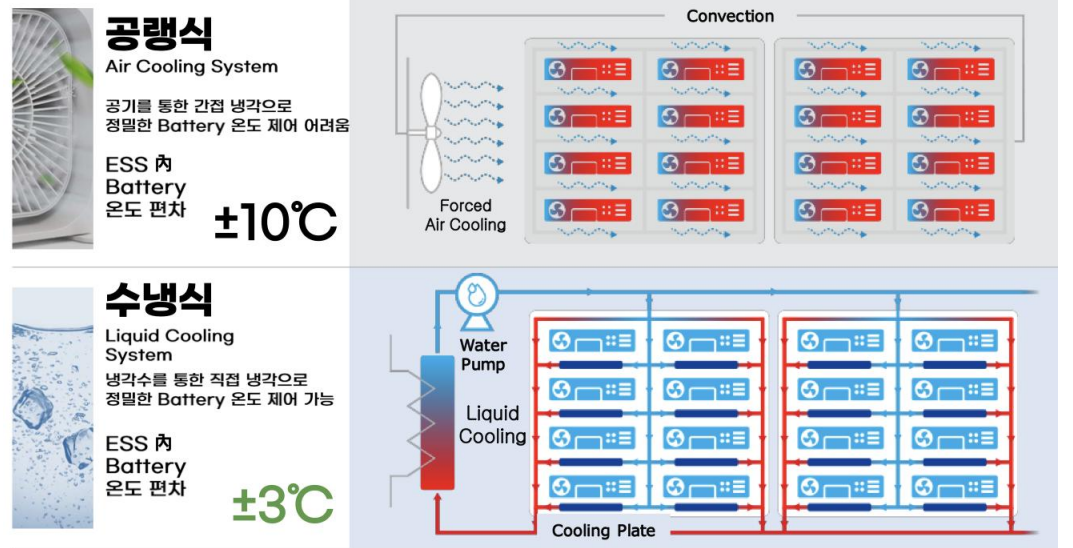 공랭식
Air Cooling System
공기를 통한 간접 냉각으로
정밀한 Battery 온도 제어 어려움
ESS 內
Battery
온도 편차
±10℃
Convection
Forced
Air Cooling
수냉식
Liquid Cooling
System
냉각수를 통한 직접 냉각으로
정밀한 Battery 온도 제어 가능
ESS 內
Battery
온도 편차
±3℃
Water
Pump
Liquid
Cooling
Cooling Plate